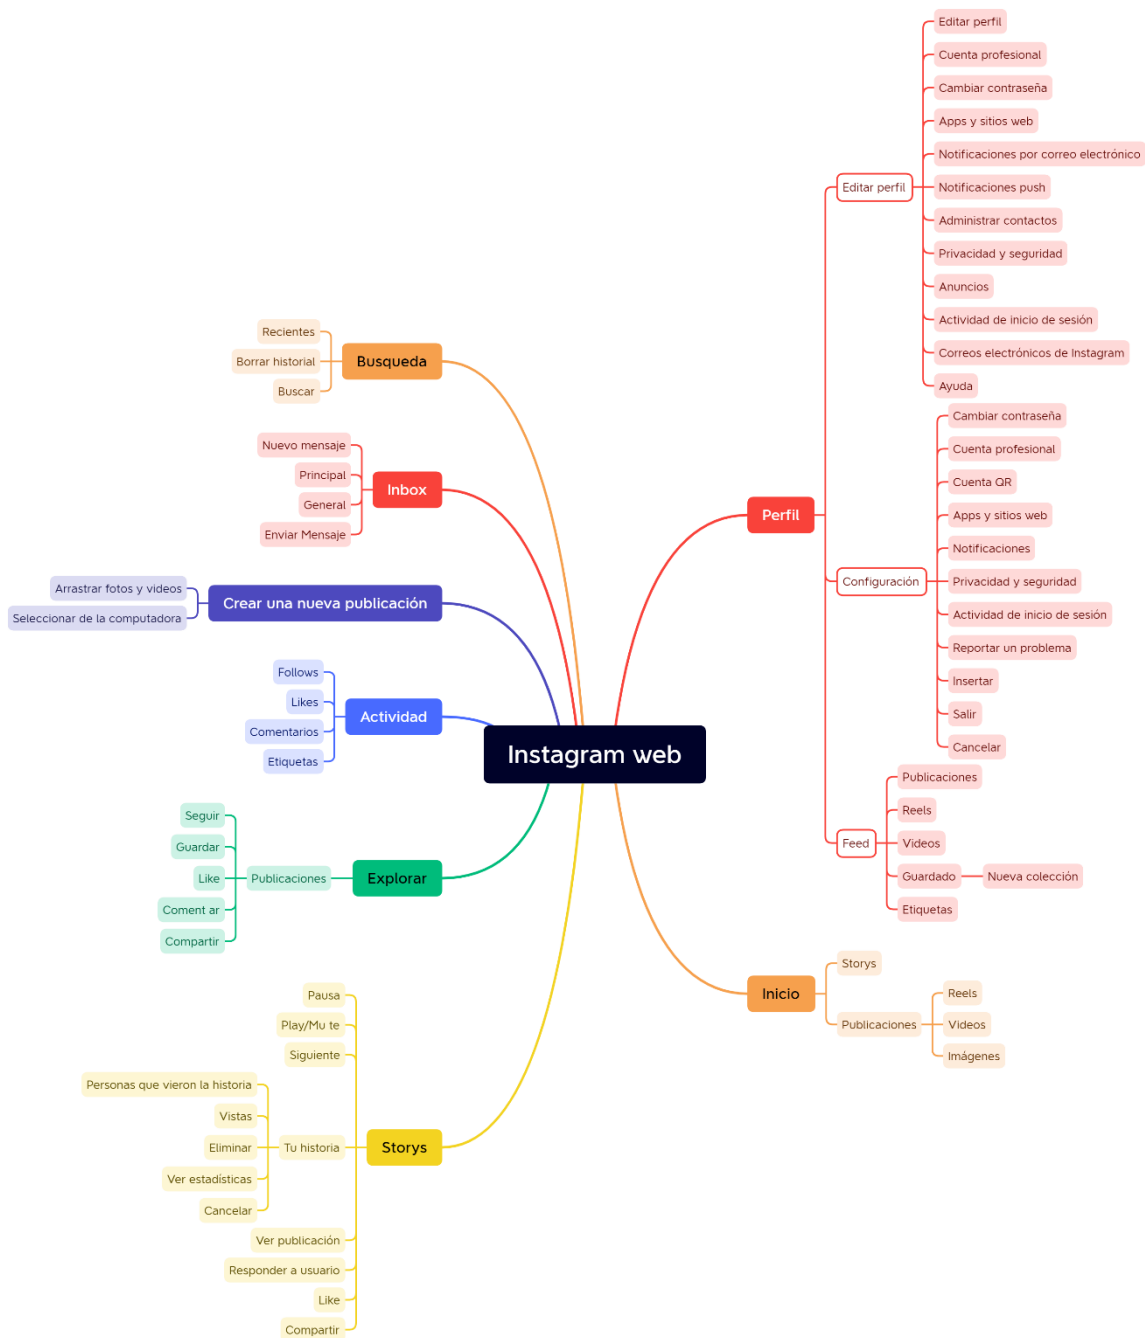 Instagram web
Perfil
Editar perfil
Editar perfil
Cuenta profesional
Cambiar contraseña
Apps y sitios web
Notificaciones por correo electrónico
Notificaciones push
Administrar contactos
Privacidad y seguridad
Anuncios
Actividad de inicio de sesión
Correos electrónicos de Instagram
Ayuda
Configuración
Cambiar contraseña
Cuenta profesional
Cuenta QR
Apps y sitios web
Notificaciones
Privacidad y seguridad
Actividad de inicio de sesión
Reportar un problema
Insertar
Salir
Cancelar
Feed
Publicaciones
Reels
Videos
Guardado
Nueva colección
Etiquetas
Inicio
Storys
Publicaciones
Reels
Videos
Imágenes
Busqueda
Recientes
Borrar historial
Buscar
Inbox
Nuevo mensaje
Principal
General
Enviar Mensaje
Crear una nueva publicación
Arrastrar fotos y videos
Seleccionar de la computadora
Actividad
Follows
Likes
Comentarios
Etiquetas
Explorar
Publicaciones
Seguir
Guardar
Like
Coment ar
Compartir
Storys
Pausa
Play/Mu te
Siguiente
Tu historia
Personas que vieron la historia
Vistas
Eliminar
Ver estadísticas
Cancelar
Ver publicación
Responder a usuario
Like
Compartir